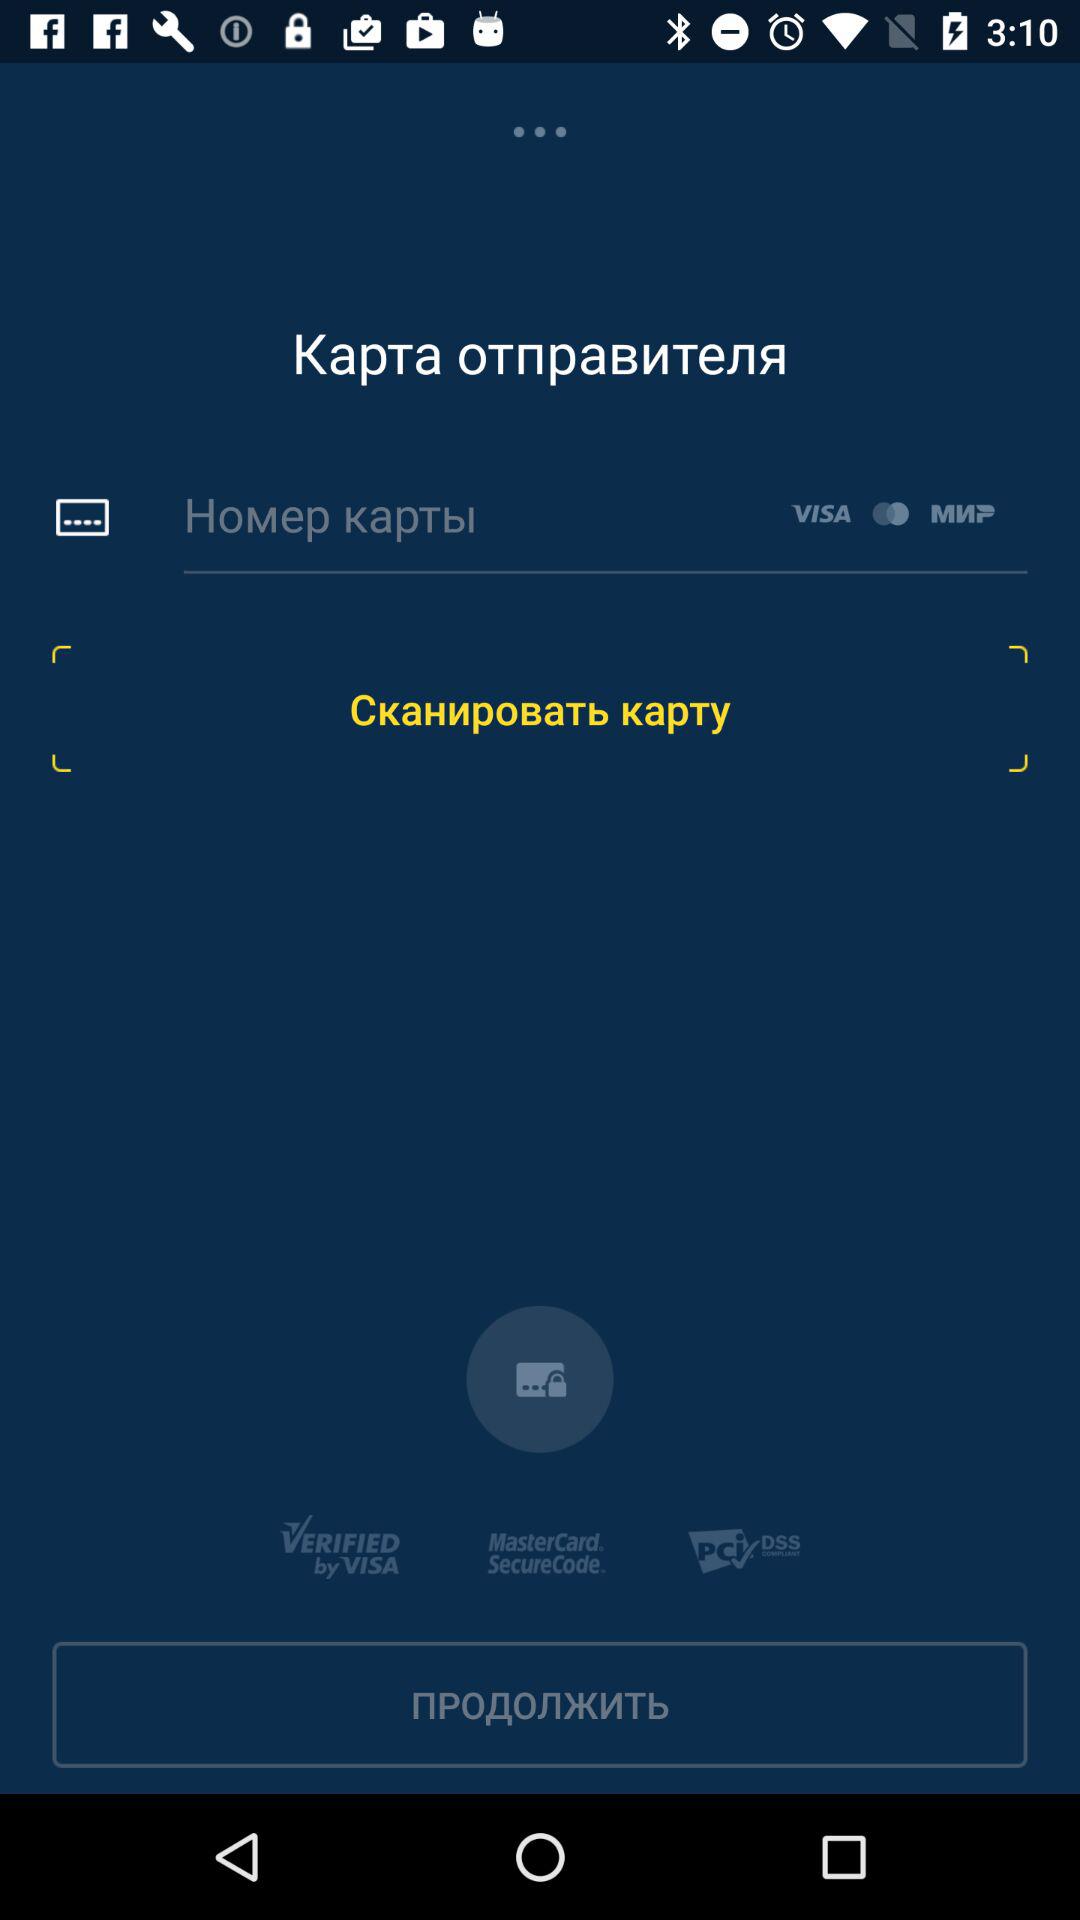 3:10
Карта отправителя
Номер карты VISA МИР
Сканировать карту
VERIFIED by VISA
MasterCard. SecureCode.
PCi DSS COMPLIANT
ПРОДОЛЖИТЬ